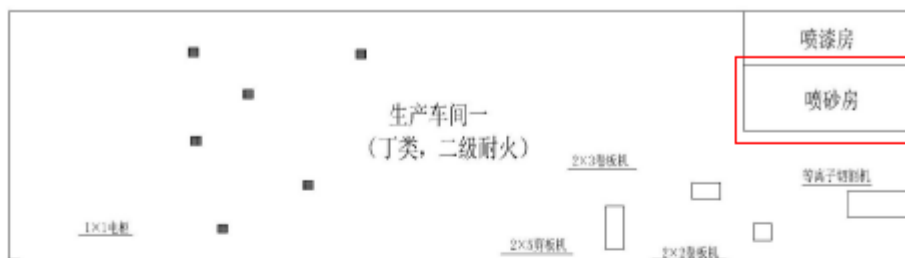 喷漆房
喷砂房
生产车间一
（丁类，二级耐火）
2×3卷板机
等离子切割机
1×1电柜
2×5剪板机
2×2卷板机